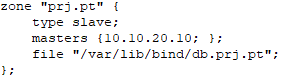 zone "prj.pt" {
type slave;
masters {10.10.20.10; };
file "/var/lib/bind/db.prj.pt";
};